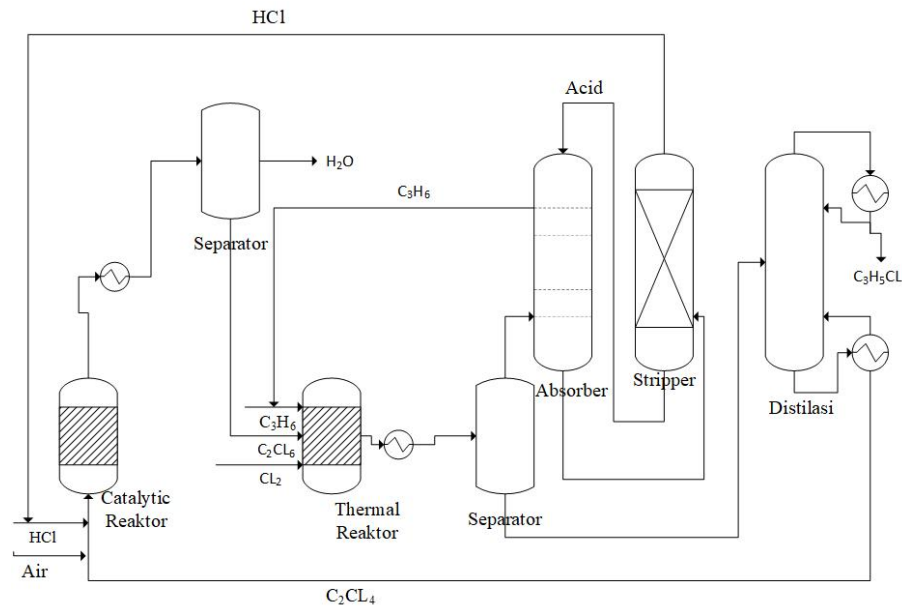 HCl
Acid
H₂O
C₃H₆
Separator
C₃H₅CL
Absorber
Stripper
Distilasi
C₃H₆
C₂CL₆
CL₂
Catalytic
Reaktor
Thermal
Reaktor
Separator
HCl
Air
C₂CL₄